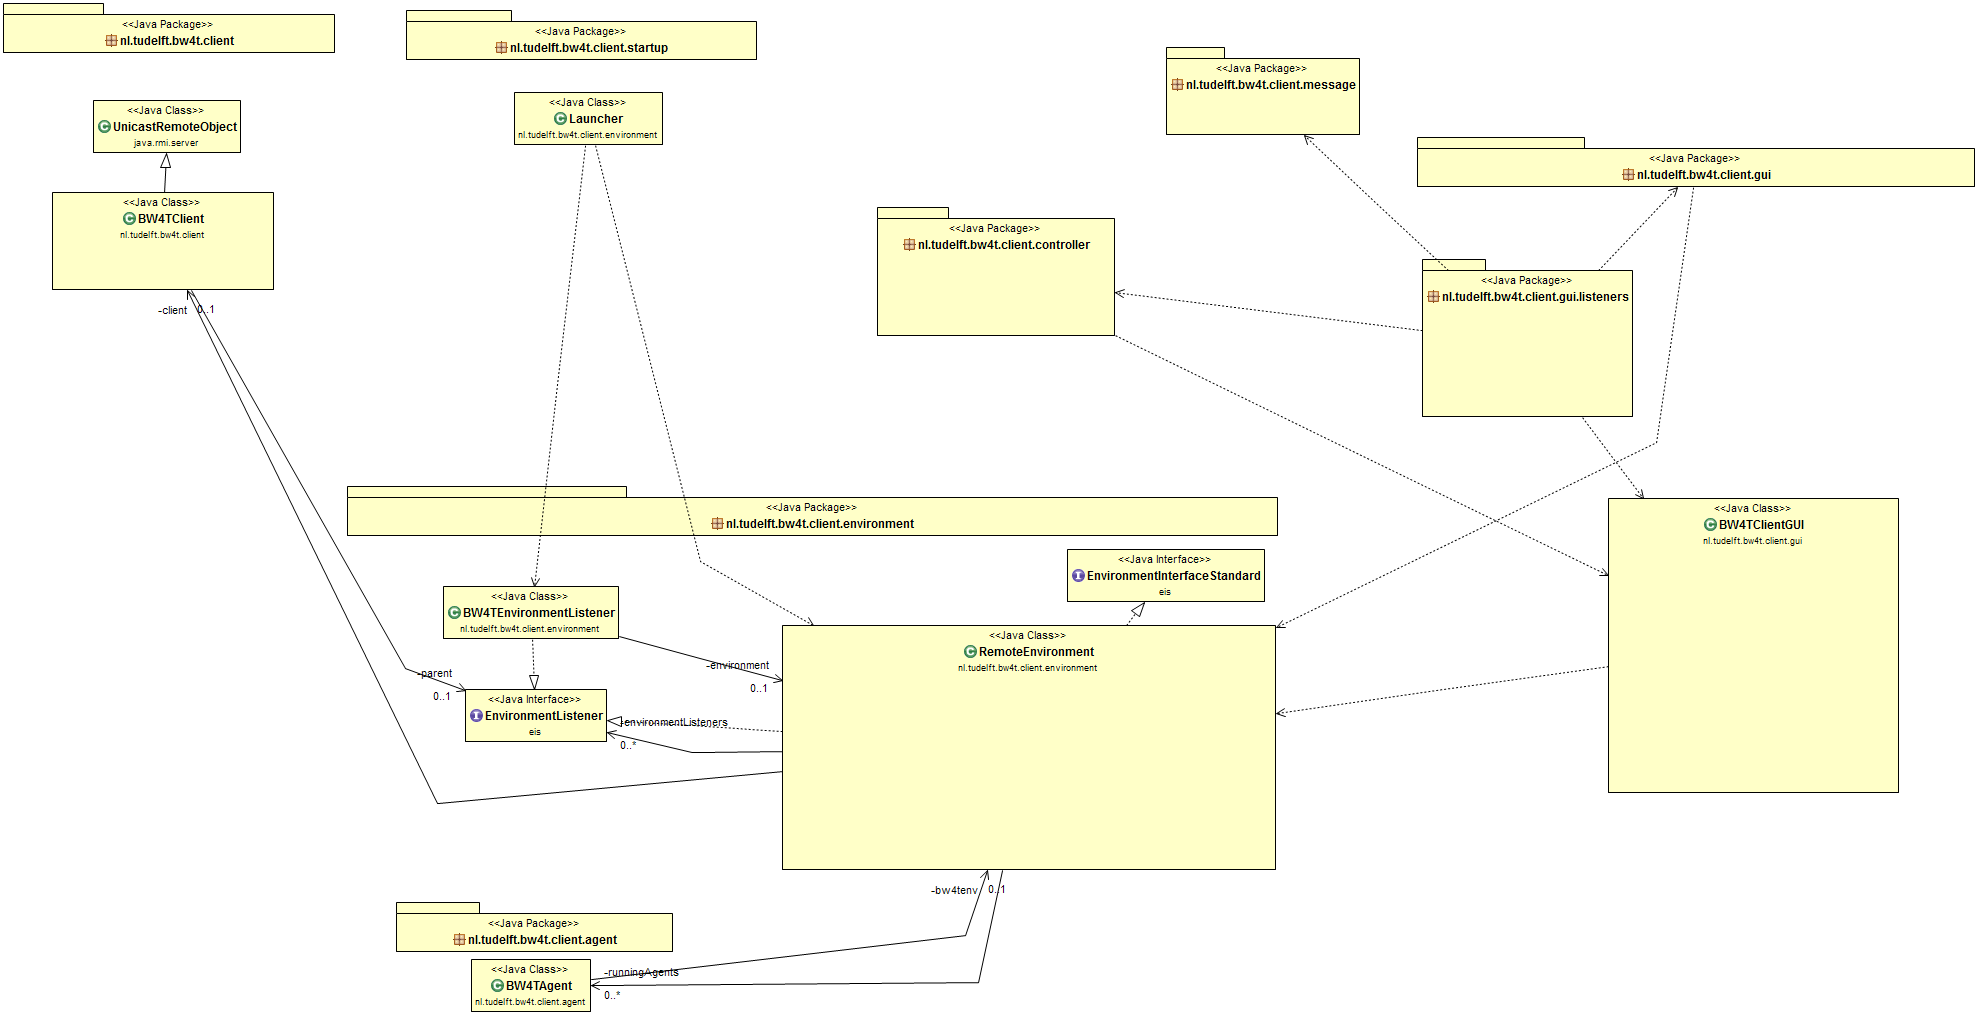 <<Java Package>>
nl.tudelft.bw4t.client
<<Java Package>>
nl.tudelft.bw4t.client.startup
<<Java Package>>
nl.tudelft.bw4t.client.message
<<Java Class>>
UnicastRemoteObject
java.rmi.server
<<Java Class>>
Launcher
nl.tudelft.bw4t.client.environment
<<Java Package>>
nl.tudelft.bw4t.client.gui
<<Java Class>>
BW4TClient
nl.tudelft.bw4t.client
<<Java Package>>
nl.tudelft.bw4t.client.controller
<<Java Package>>
nl.tudelft.bw4t.client.gui.listeners
-client
0..1
<<Java Package>>
nl.tudelft.bw4t.client.environment
<<Java Class>>
BW4TClientGUI
nl.tudelft.bw4t.client.gui
<<Java Interface>>
EnvironmentInterfaceStandard
eis
<<Java Class>>
BW4TEnvironmentListener
nl.tudelft.bw4t.client.environment
<<Java Class>>
RemoteEnvironment
nl.tudelft.bw4t.client.environment
-environment
0..1
-parent
0..1
<<Java Interface>>
EnvironmentListener
eis
-environmentListeners
0..*
-bw4tenv
0..1
<<Java Package>>
nl.tudelft.bw4t.client.agent
<<Java Class>>
BW4TAgent
nl.tudelft.bw4t.client.agent
-runningAgents
0..*